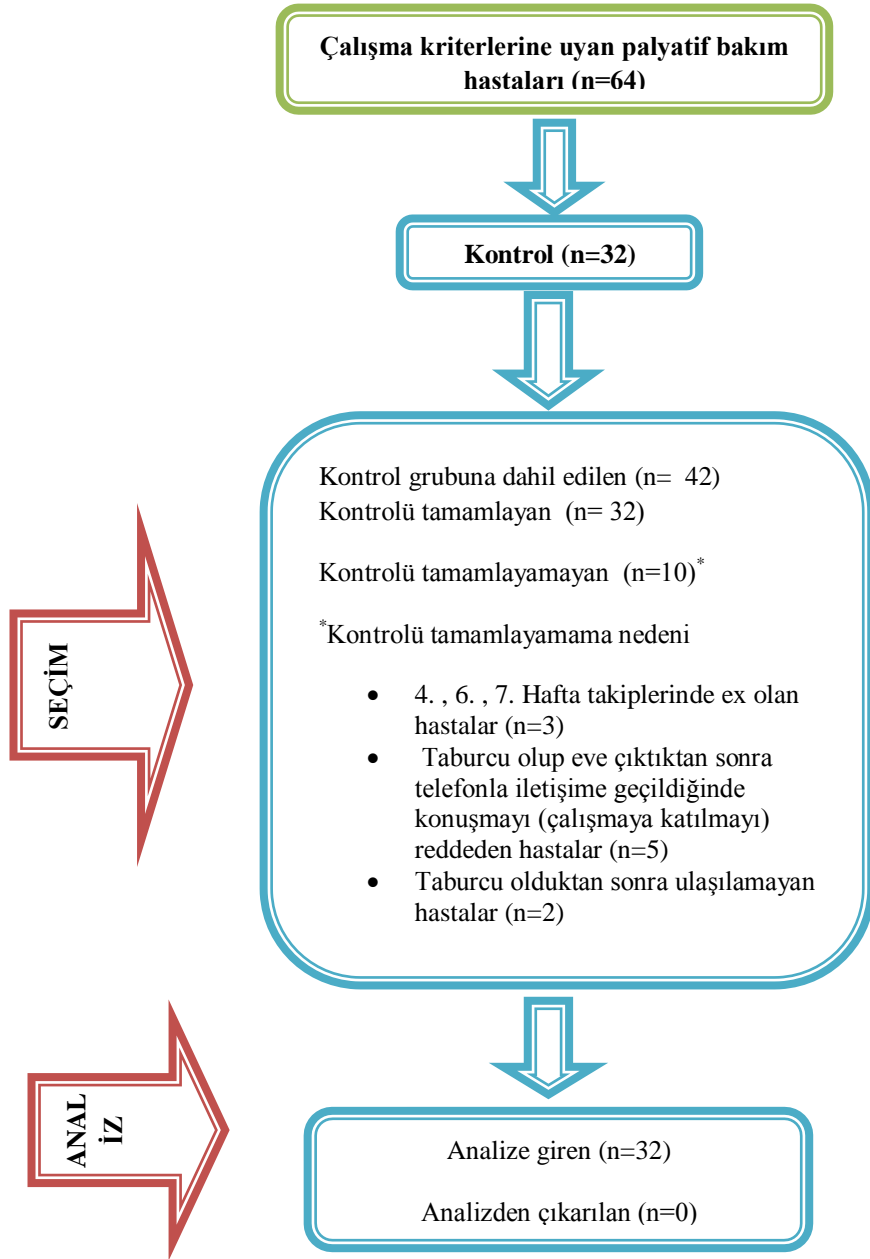 Çalışma kriterlerine uyan palyatif bakım
hastaları (n=64)
Kontrol (n=32)
Kontrol grubuna dahil edilen (n= 42)
Kontrolü tamamlayan (n= 32)
Kontrolü tamamlayamayan (n=10)*
*Kontrolü tamamlayamama nedeni
• 4. , 6. , 7. Hafta takiplerinde ex olan
hastalar (n=3)
• Taburcu olup eve çıktıktan sonra
telefonla iletişime geçildiğinde
konuşmayı (çalışmaya katılmayı)
reddeden hastalar (n=5)
• Taburcu olduktan sonra ulaşılamayan
hastalar (n=2)
SEÇİM
ANAL
İZ
Analize giren (n=32)
Analizden çıkarılan (n=0)